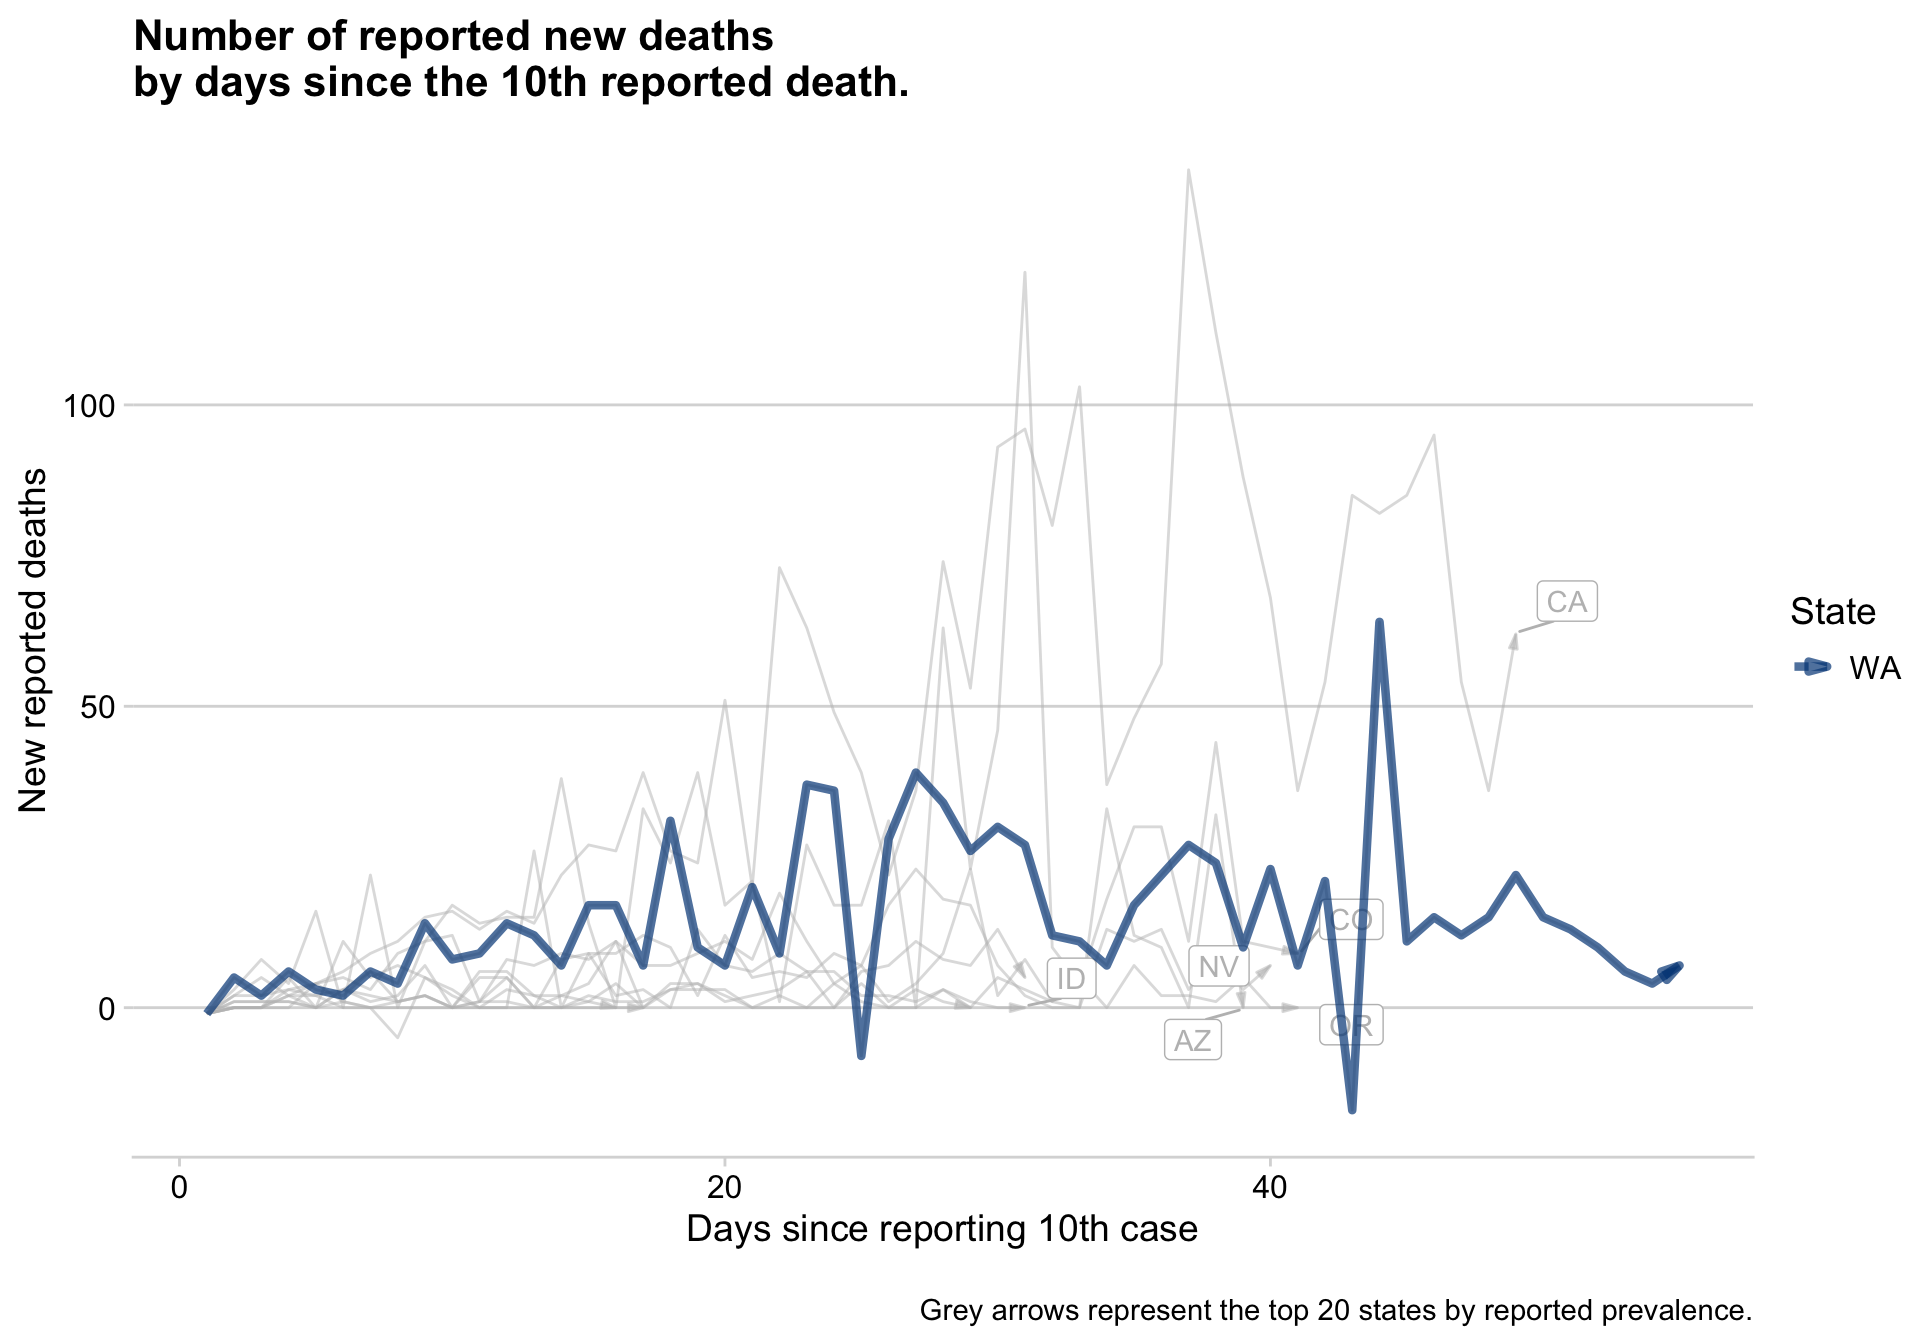 Number of reported new deaths
by days since the 10th reported death.
100
50
0
New reported deaths
CA
CO
NV
ID
OR
AZ
State
WA
0
20
40
Days since reporting 10th case
Grey arrows represent the top 20 states by reported prevalence.